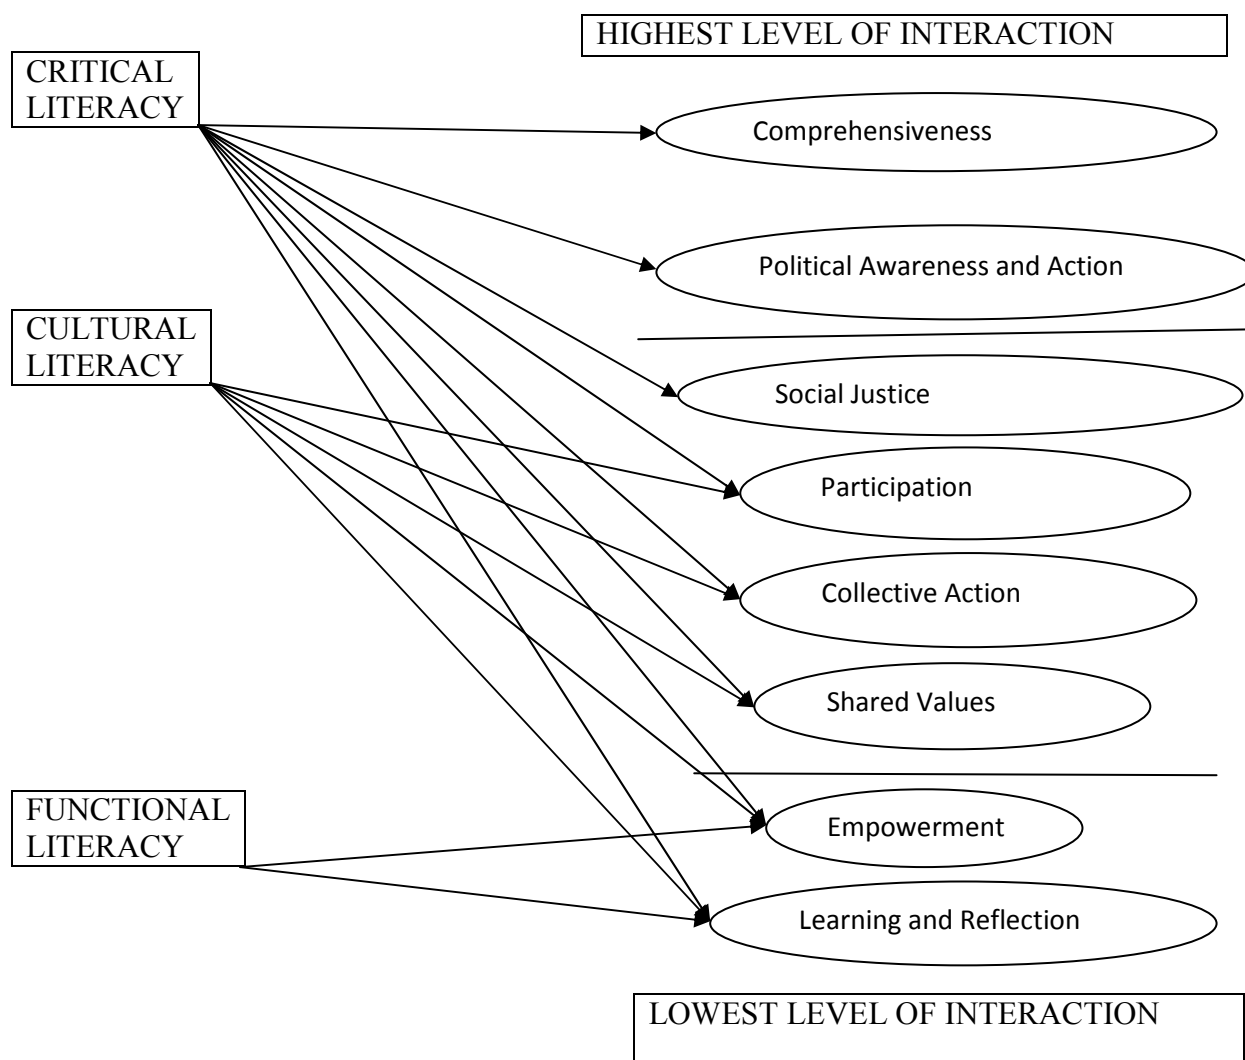 HIGHEST LEVEL OF INTERACTION
CRITICAL
LITERACY
Comprehensiveness
Political Awareness and Action
CULTURAL
LITERACY
Social Justice
Participation
Collective Action
Shared Values
FUNCTIONAL
LITERACY
Empowerment
Learning and Reflection
LOWEST LEVEL OF INTERACTION